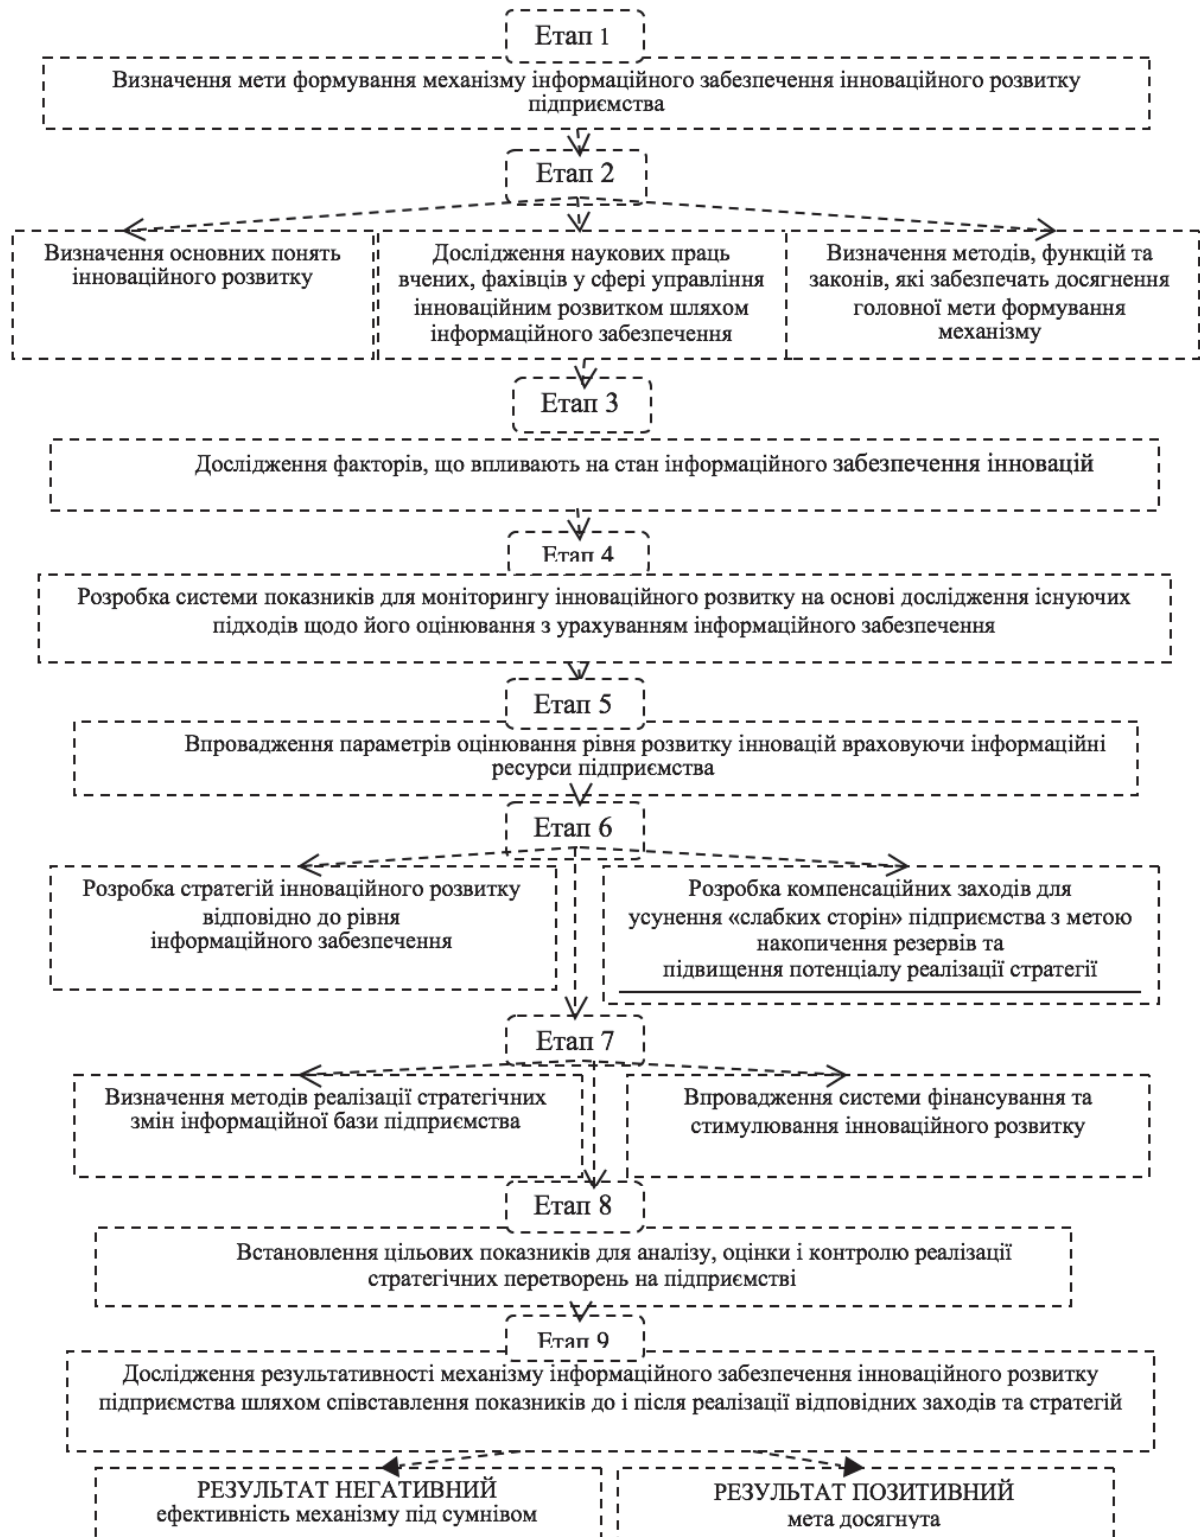 Етап 1
Визначення мети формування механізму інформаційного забезпечення інноваційного розвитку
підприємства
Етап 2
Визначення основних понять
інноваційного розвитку
Дослідження наукових праць
вчених, фахівців у сфері управління
інноваційним розвитком шляхом
інформаційного забезпечення
Визначення методів, функцій та
законів, які забезпечать досягнення
головної мети формування
механізму
Етап 3
Дослідження факторів, що впливають на стан інформаційного забезпечення інновацій
Етап 4
Розробка системи показників для моніторингу інноваційного розвитку на основі дослідження існуючих
підходів щодо його оцінювання з урахуванням інформаційного забезпечення
Етап 5
Впровадження параметрів оцінювання рівня розвитку інновацій враховуючи інформаційні
ресурси підприємства
Етап 6
Розробка стратегій інноваційного розвитку
відповідно до рівня
інформаційного забезпечення
Розробка компенсаційних заходів для
усунення «слабких сторін» підприємства з метою
накопичення резервів та
підвищення потенціалу реалізації стратегії
Етап 7
Визначення методів реалізації стратегічних
змін інформаційної бази підприємства
Впровадження системи фінансування та
стимулювання інноваційного розвитку
Етап 8
Встановлення цільових показників для аналізу, оцінки і контролю реалізації
стратегічних перетворень на підприємстві
Етап 9
Дослідження результативності механізму інформаційного забезпечення інноваційного розвитку
підприємства шляхом співставлення показників до і після реалізації відповідних заходів та стратегій
РЕЗУЛЬТАТ НЕГАТИВНИЙ
ефективність механізму під сумнівом
РЕЗУЛЬТАТ ПОЗИТИВНИЙ
мета досягнута